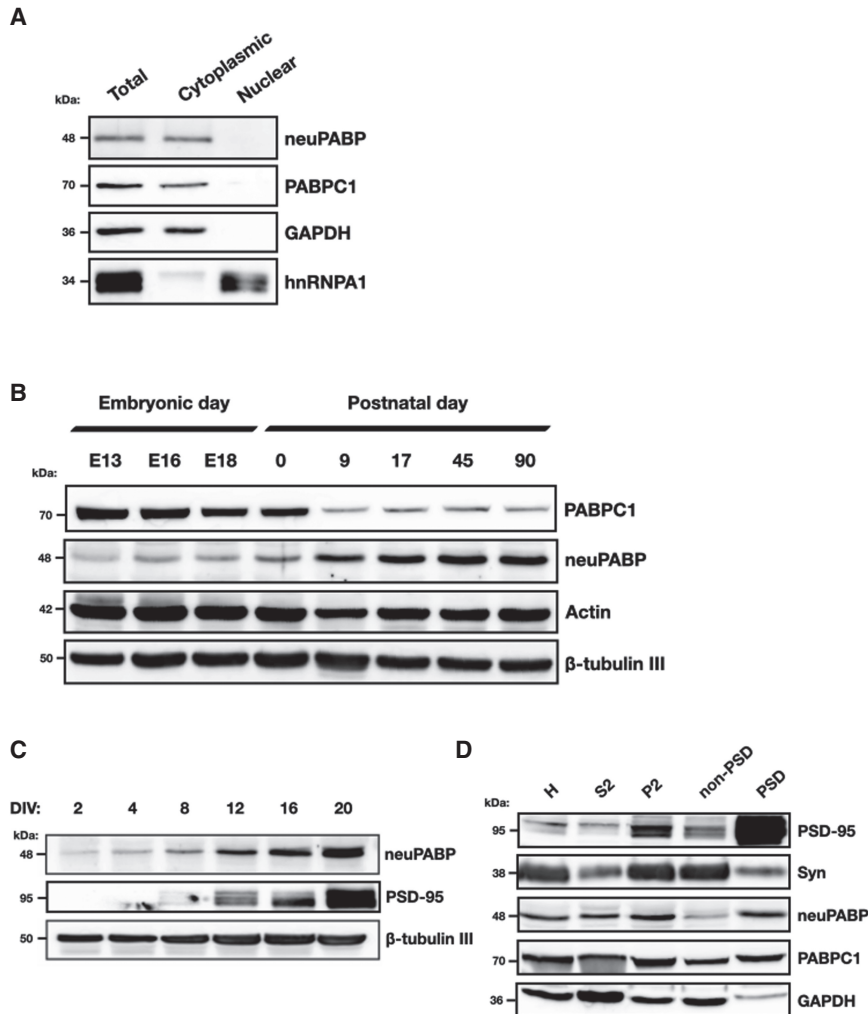 A
Total Cytoplasmic Nuclear
kDa:
48 neuPABP
70 PABPC1
36 GAPDH
34 hnRNPA1
B
Embryonic day Postnatal day
E13 E16 E18 0 9 17 45 90
kDa:
70 PABPC1
48 neuPABP
42 Actin
50 β-tubulin III
C
DIV: 2 4 8 12 16 20
kDa:
48 neuPABP
95 PSD-95
50 β-tubulin III
D
H S2 P2 non-PSD PSD
kDa:
95 PSD-95
38 Syn
48 neuPABP
70 PABPC1
36 GAPDH